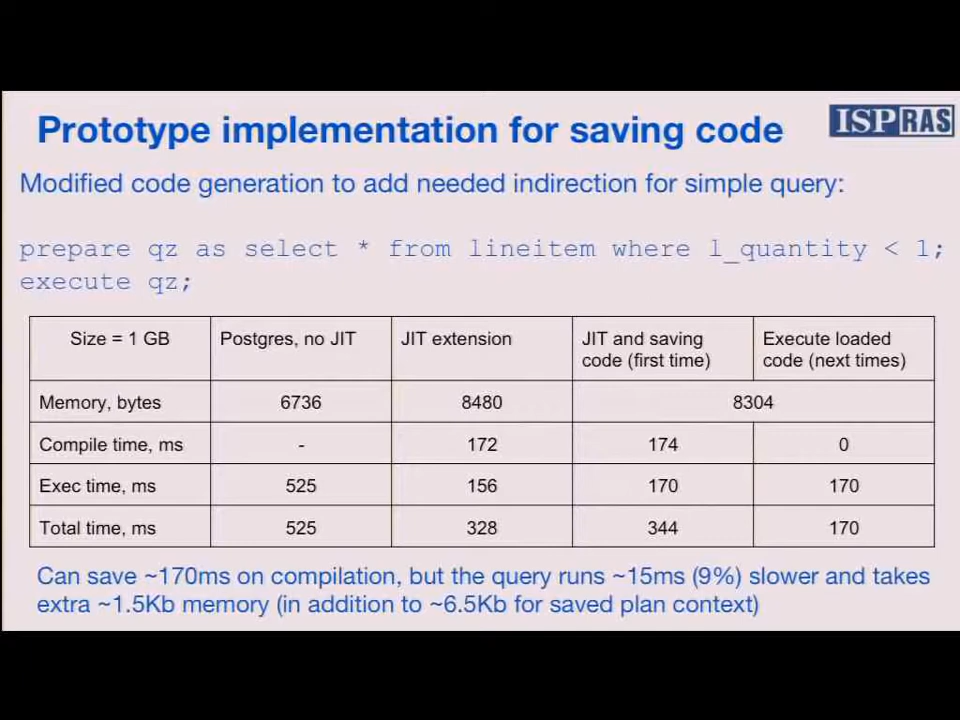 Prototype implementation for saving code
ISPRAS
Modified code generation to add needed indirection for simple query:
prepare qz as select * from lineitem where l_quantity < 1;
execute qz;
Size = 1 GB
Postgres, no JIT
JIT extension
JIT and saving
code (first time)
Execute loaded
code (next times)
Memory, bytes
6736
8480
8304
Compile time, ms
-
172
174
0
Exec time, ms
525
156
170
170
Total time, ms
525
328
344
170
Can save ~170ms on compilation, but the query runs ~15ms (9%) slower and takes
extra ~1.5Kb memory (in addition to ~6.5Kb for saved plan context)